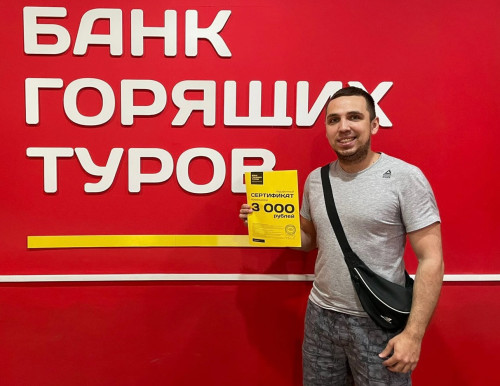 БАНК
ГОРЯЩИХ
ТУРОВ
СЕРТИФИКАТ
3 000
рублей